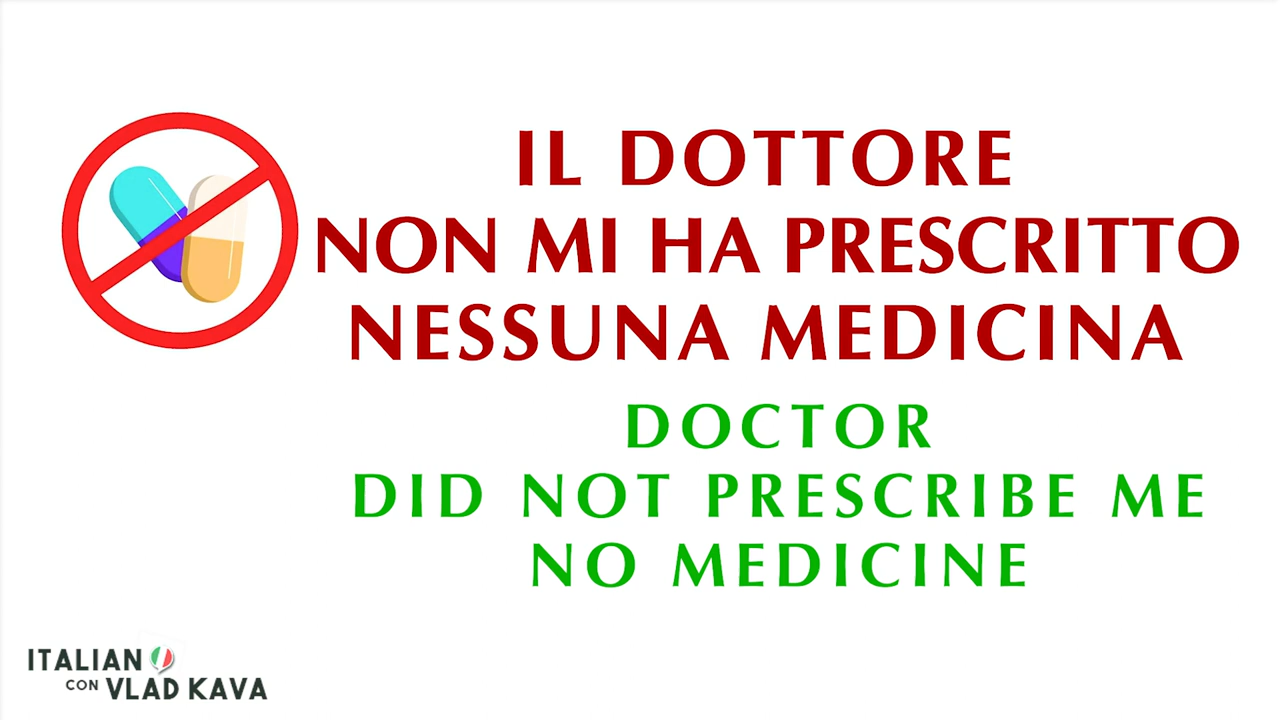 IL DOTTORE
NON MI HA PRESCRITTO
NESSUNA MEDICINA
DOCTOR
DID NOT PRESCRIBE ME
NO MEDICINE
ITALIAN
CON VLAD KAVA